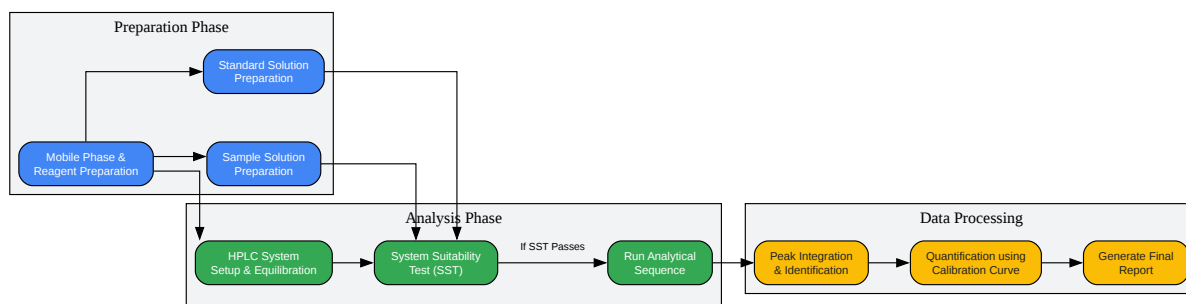 Preparation Phase
Standard Solution
Preparation
Mobile Phase &
Reagent Preparation
Sample Solution
Preparation
Analysis Phase
HPLC System
Setup & Equilibration
System Suitability
Test (SST)
If SST Passes
Run Analytical
Sequence
Data Processing
Peak Integration
& Identification
Quantification using
Calibration Curve
Generate Final
Report